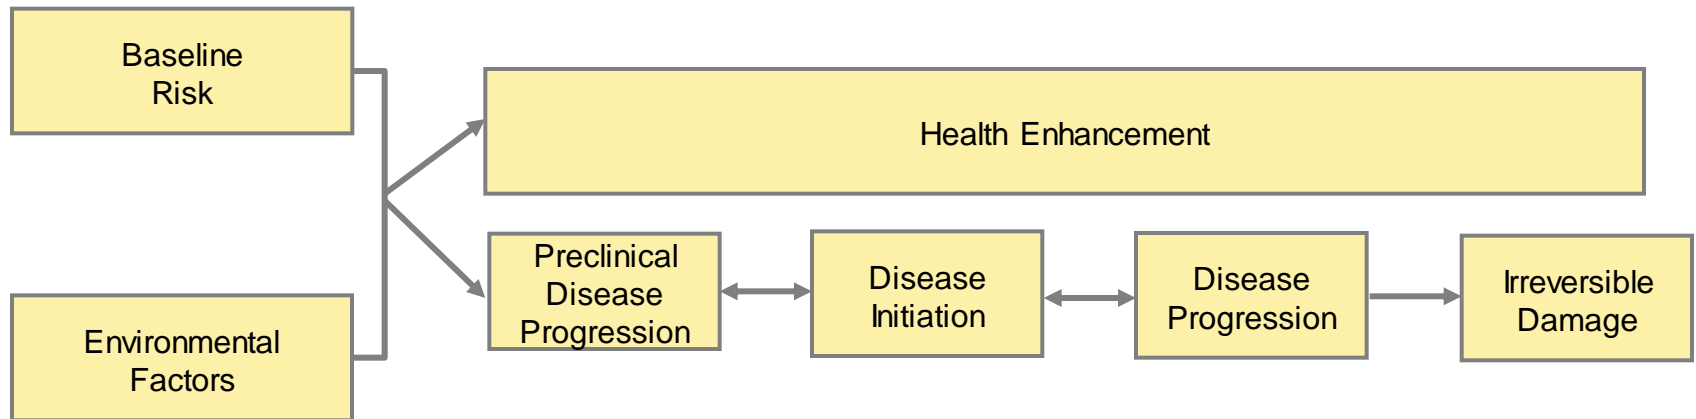 Baseline
Risk
Health Enhancement
Preclinical
Disease
Progression
Disease
Initiation
Disease
Progression
Irreversible
Damage
Environmental
Factors